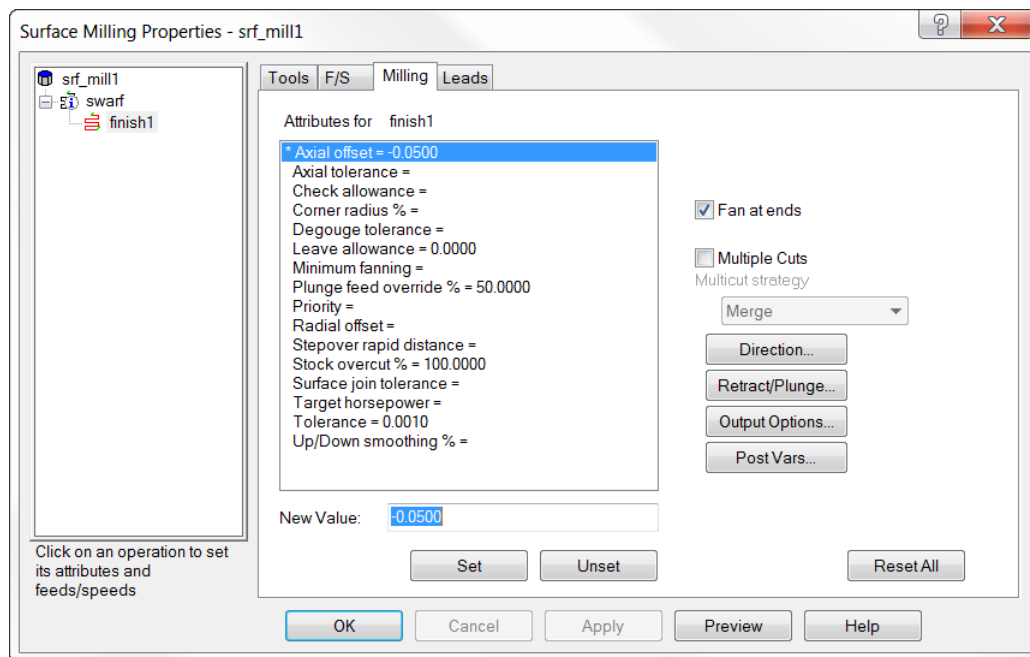 Surface Milling Properties - srf_mill1
srf_mill1
swarf
finish1
Click on an operation to set
its attributes and
feeds/speeds
Tools F/S Milling Leads
Attributes for finish1
* Axial offset = -0.0500
Axial tolerance =
Check allowance =
Corner radius % =
Degouge tolerance =
Leave allowance = 0.0000
Minimum fanning =
Plunge feed override % = 50.0000
Priority =
Radial offset =
Stepover rapid distance =
Stock overcut % = 100.0000
Surface join tolerance =
Target horsepower =
Tolerance = 0.0010
Up/Down smoothing % =
New Value: -0.0500
Set Unset
Fan at ends
Multiple Cuts
Multicut strategy
Merge
Direction...
Retract/Plunge...
Output Options...
Post Vars...
Reset All
OK Cancel Apply Preview Help